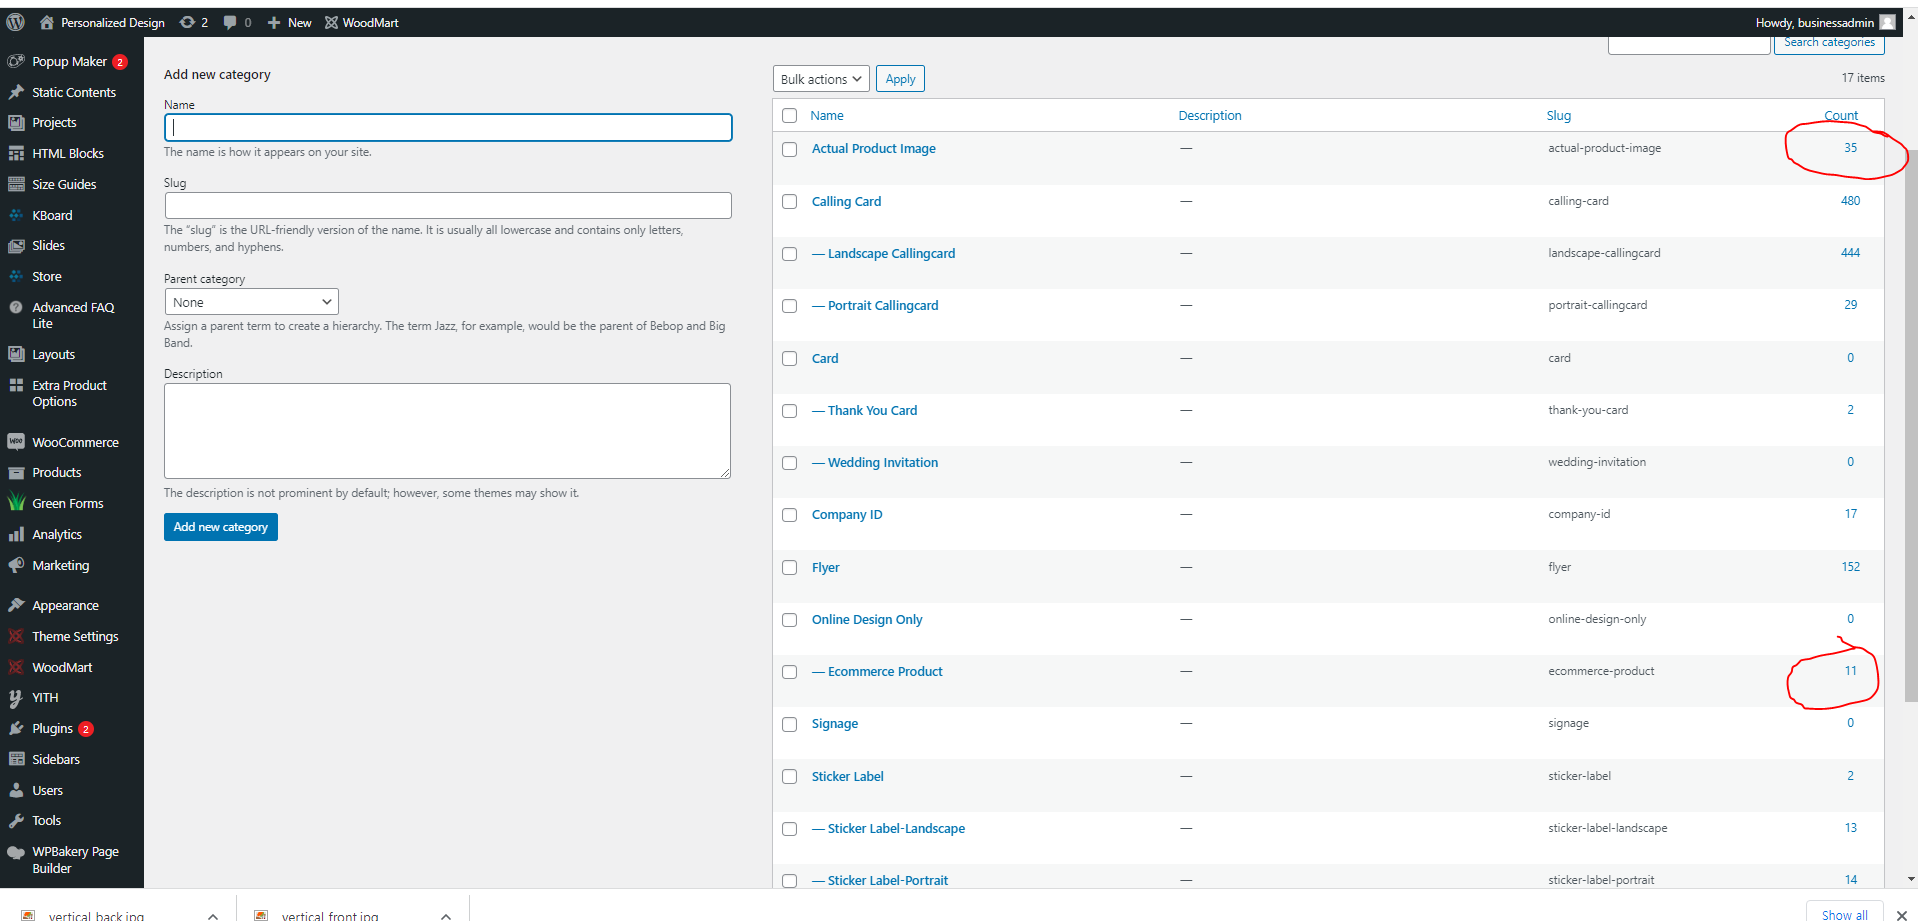 Personalized Design 2 0 New WoodMart Howdy, businessadmin
Popup Maker 2
Static Contents
Projects
HTML Blocks
Size Guides
KBoard
Slides
Store
Advanced FAQ
Lite
Layouts
Extra Product
Options
WooCommerce
Products
Green Forms
Analytics
Marketing
Appearance
Theme Settings
WoodMart
YITH
Plugins 2
Sidebars
Users
Tools
WPBakery Page
Builder
Add new category
Name
The name is how it appears on your site.
Slug
The “slug” is the URL-friendly version of the name. It is usually all lowercase and contains only letters,
numbers, and hyphens.
Parent category
None
Assign a parent term to create a hierarchy. The term Jazz, for example, would be the parent of Bebop and Big
Band.
Description
The description is not prominent by default; however, some themes may show it.
Add new category
Search categories
Bulk actions Apply 17 items
Name Description Slug Count
Actual Product Image — actual-product-image 35
Calling Card — calling-card 480
— Landscape Callingcard — landscape-callingcard 444
— Portrait Callingcard — portrait-callingcard 29
Card — card 0
— Thank You Card — thank-you-card 2
— Wedding Invitation — wedding-invitation 0
Company ID — company-id 17
Flyer — flyer 152
Online Design Only — online-design-only 0
— Ecommerce Product — ecommerce-product 11
Signage — signage 0
Sticker Label — sticker-label 2
— Sticker Label-Landscape — sticker-label-landscape 13
— Sticker Label-Portrait — sticker-label-portrait 14
vertical_back.jpg vertical_front.jpg Show all